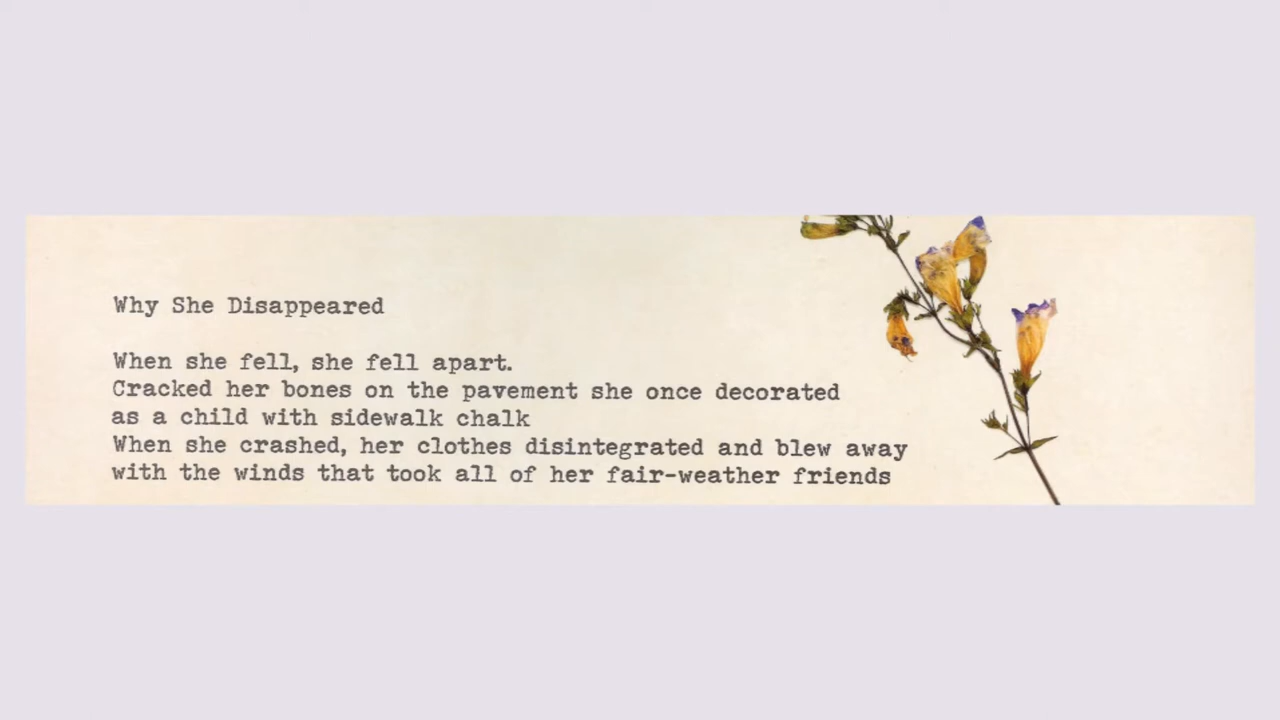 Why She Disappeared
When she fell, she fell apart.
Cracked her bones on the pavement she once decorated
as a child with sidewalk chalk
When she crashed, her clothes disintegrated and blew away
with the winds that took all of her fair-weather friends